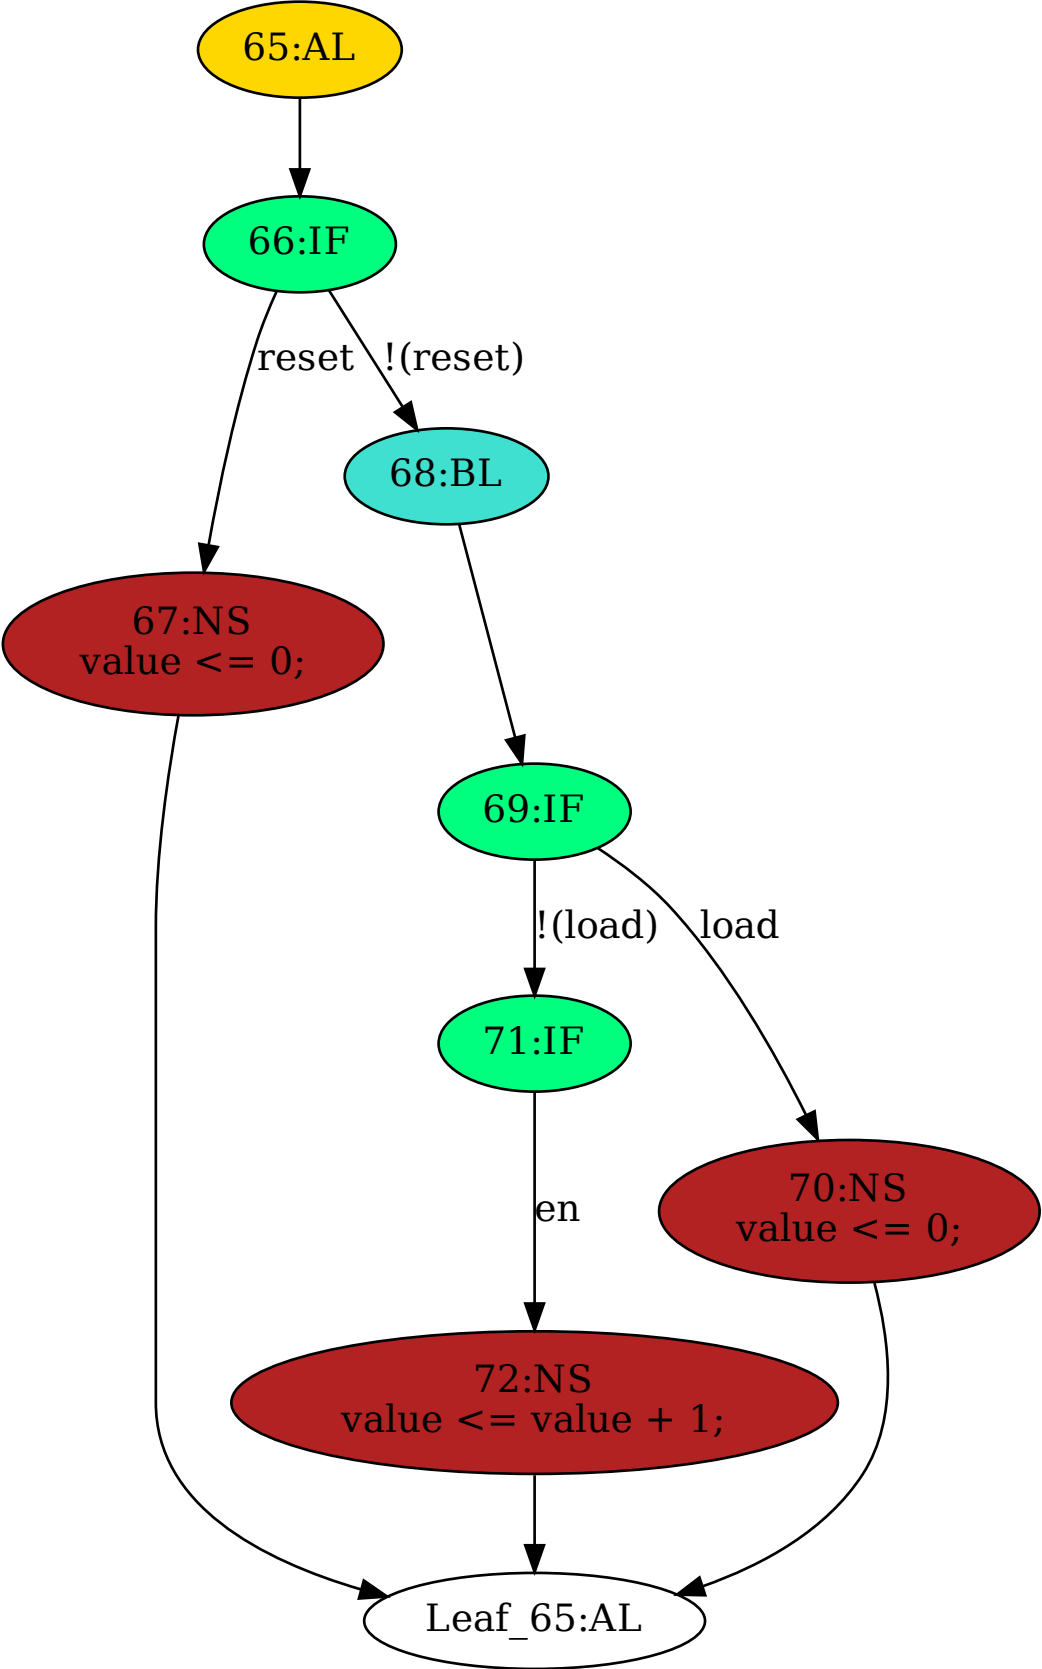 65:AL
66:IF
reset
!(reset)
68:BL
67:NS
value <= 0;
69:IF
!(load)
load
71:IF
70:NS
value <= 0;
en
72:NS
value <= value + 1;
Leaf_65:AL